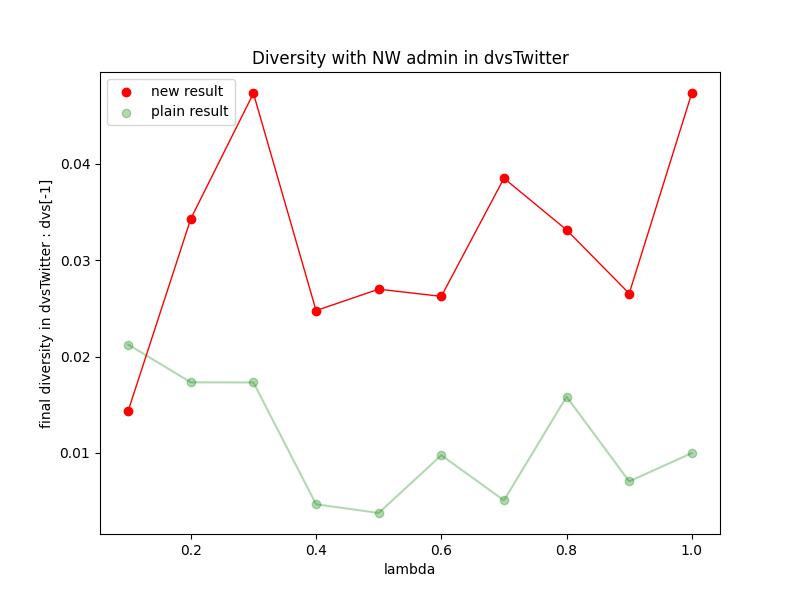 Diversity with NW admin in dvsTwitter
new result
plain result
final diversity in dvsTwitter : dvs[-1]
0.04
0.03
0.02
0.01
0.2 0.4 0.6 0.8 1.0
lambda